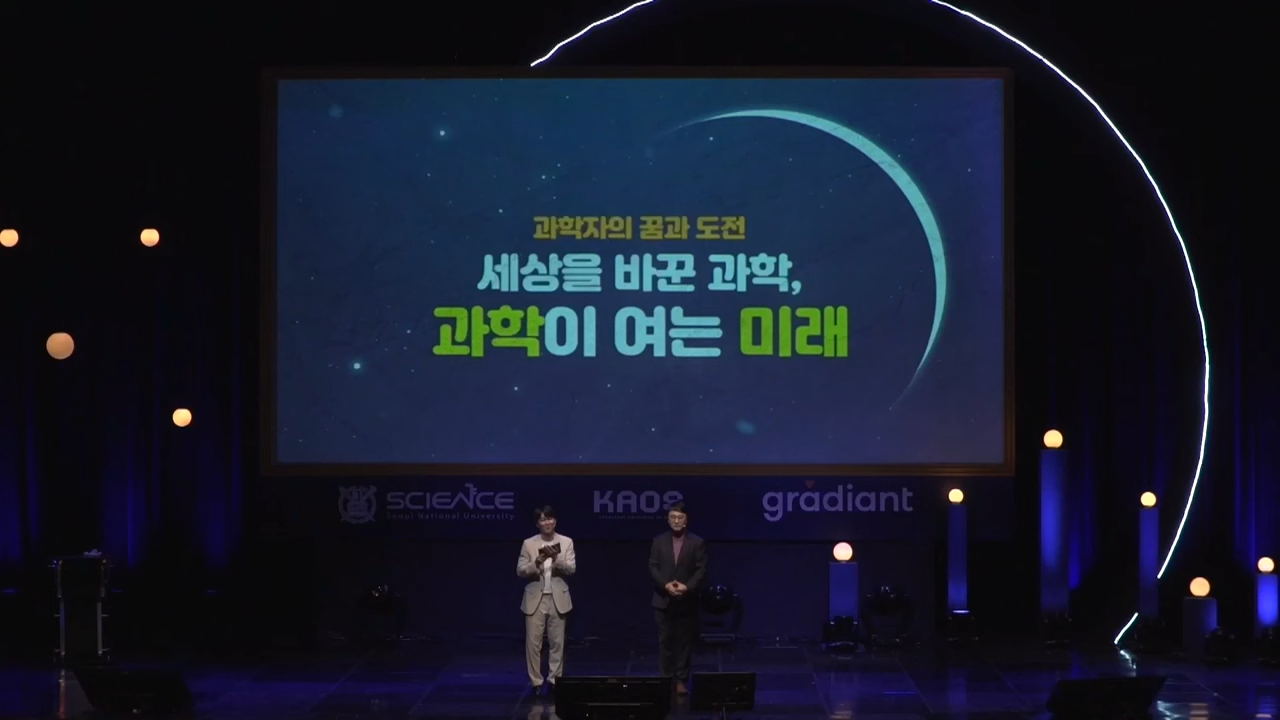 과학자의 꿈과 도전
세상을 바꾼 과학,
과학이 여는 미래
SCIENCE
Seoul National University
KAOS
gradiant